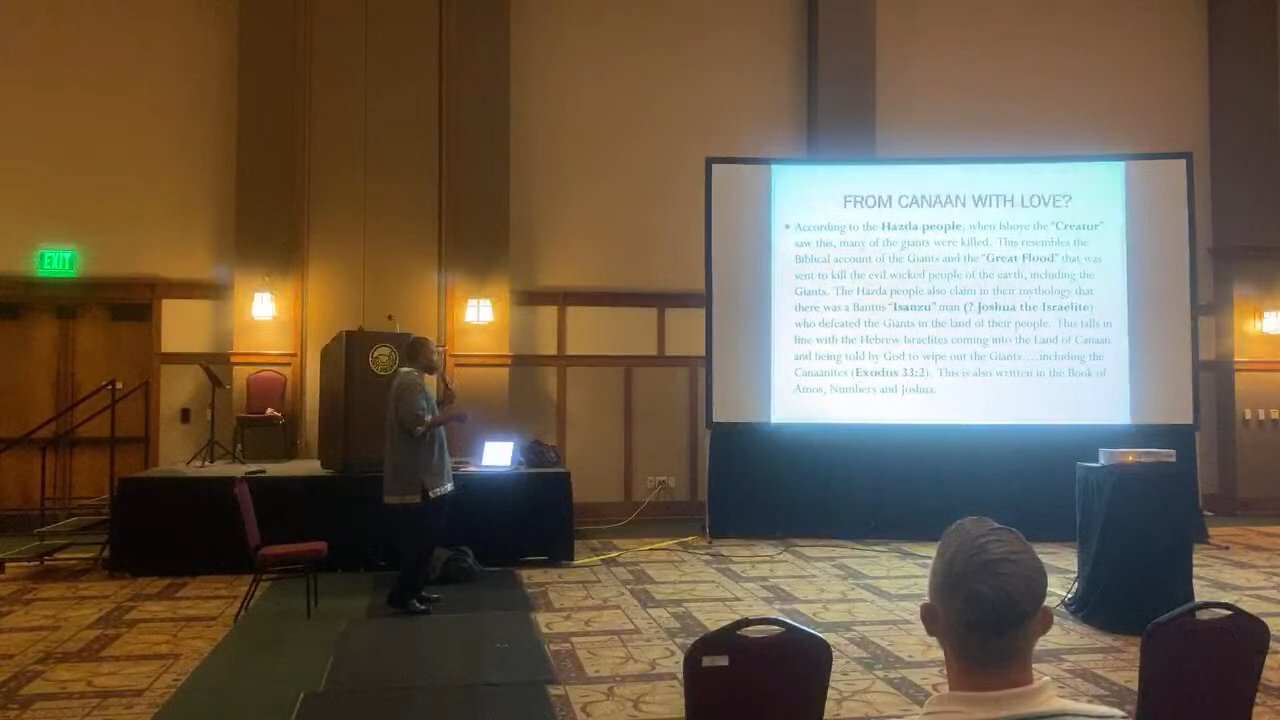 EXIT
FROM CANAAN WITH LOVE?
• According to the Hazda people, when Ishoye the "Creator"
saw this, many of the giants were killed. This resembles the
Biblical account of the Giants and the "Great Flood" that was
sent to kill the evil wicked people of the earth, including the
Giants. The Hazda people also claim in their mythology that
there was a Bantus "Isanzu" man (? Joshua the Israelite)
who defeated the Giants in the land of their people. This falls in
line with the Hebrew Israelites coming into the Land of Canaan
and being told by God to wipe out the Giants....including the
Canaanites (Exodus 33:2). This is also written in the Book of
Amos, Numbers and Joshua.